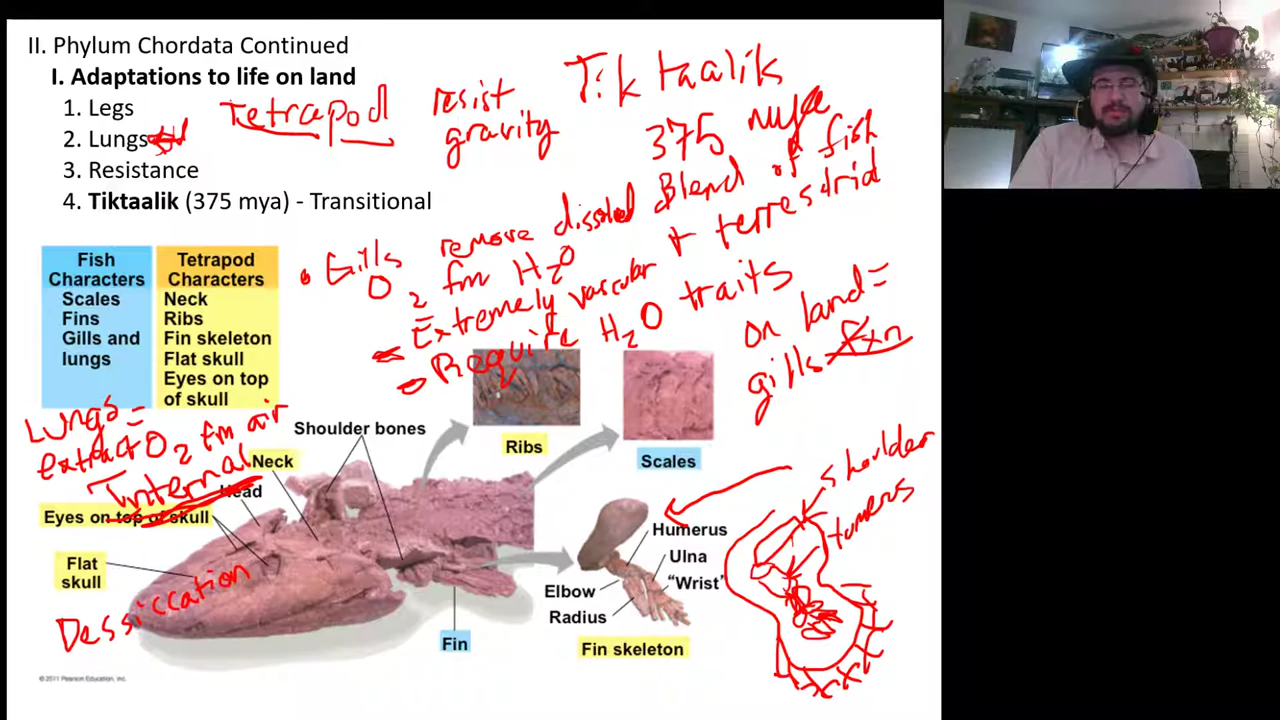 II. Phylum Chordata Continued
I. Adaptations to life on land
1. Legs
2. Lungs
3. Resistance
4. Tiktaalik (375 mya) - Transitional
Tetrapod
resist
gravity
Tiktaalik
375 mya
Blend of fish
+ terrestrial
traits
• Gills remove dissolved
O2 fm H2O
Extremely vascular
Require H2O
on land =
gills
Fish
Characters
Scales
Fins
Gills and
lungs
Tetrapod
Characters
Neck
Ribs
Fin skeleton
Flat skull
Eyes on top
of skull
Lungs =
extract O2 fm air
Internal
Dessiccation
Shoulder bones
Neck
Head
Eyes on top of skull
Flat
skull
Fin
Ribs
Scales
Humerus
Ulna
"Wrist"
Elbow
Radius
Fin skeleton
shoulder
© 2011 Pearson Education, Inc.